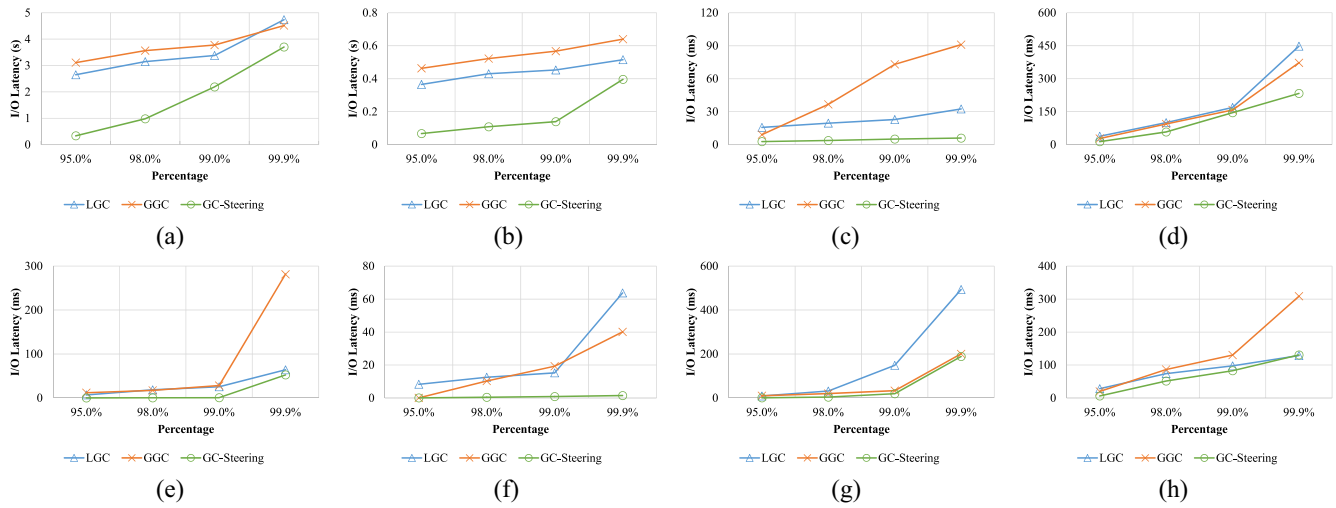 I/O Latency (s)
5
4
3
2
1
0
95.0% 98.0% 99.0% 99.9%
Percentage
LGC GGC GC-Steering
(a)
I/O Latency (s)
0.8
0.6
0.4
0.2
0
95.0% 98.0% 99.0% 99.9%
Percentage
LGC GGC GC-Steering
(b)
I/O Latency (ms)
120
90
60
30
0
95.0% 98.0% 99.0% 99.9%
Percentage
LGC GGC GC-Steering
(c)
I/O Latency (ms)
600
450
300
150
0
95.0% 98.0% 99.0% 99.9%
Percentage
LGC GGC GC-Steering
(d)
I/O Latency (ms)
300
200
100
0
95.0% 98.0% 99.0% 99.9%
Percentage
LGC GGC GC-Steering
(e)
I/O Latency (ms)
80
60
40
20
0
95.0% 98.0% 99.0% 99.9%
Percentage
LGC GGC GC-Steering
(f)
I/O Latency (ms)
600
400
200
0
95.0% 98.0% 99.0% 99.9%
Percentage
LGC GGC GC-Steering
(g)
I/O Latency (ms)
400
300
200
100
0
95.0% 98.0% 99.0% 99.9%
Percentage
LGC GGC GC-Steering
(h)